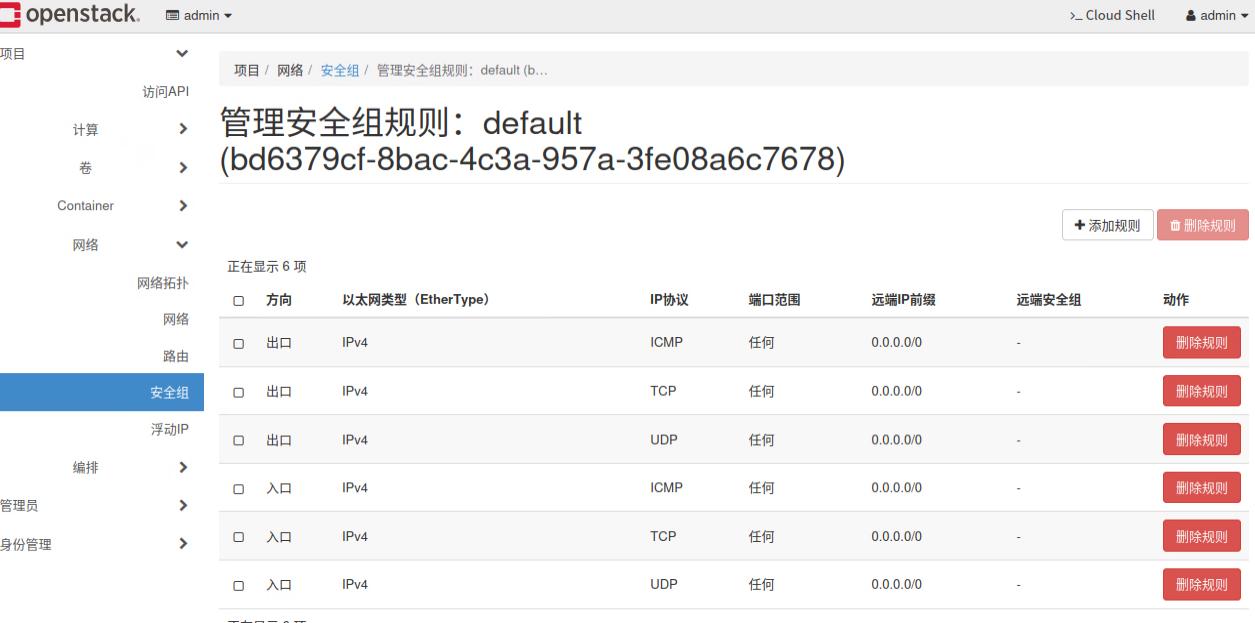 openstack. admin >_ Cloud Shell admin
项目
访问API
计算
卷
Container
网络
网络拓扑
网络
路由
安全组
浮动IP
编排
管理员
身份管理
项目 / 网络 / 安全组 / 管理安全组规则：default (b...
管理安全组规则：default
(bd6379cf-8bac-4c3a-957a-3fe08a6c7678)
添加规则 删除规则
正在显示 6 项
方向 以太网类型（EtherType） IP协议 端口范围 远端IP前缀 远端安全组 动作
出口 IPv4 ICMP 任何 0.0.0.0/0 - 删除规则
出口 IPv4 TCP 任何 0.0.0.0/0 - 删除规则
出口 IPv4 UDP 任何 0.0.0.0/0 - 删除规则
入口 IPv4 ICMP 任何 0.0.0.0/0 - 删除规则
入口 IPv4 TCP 任何 0.0.0.0/0 - 删除规则
入口 IPv4 UDP 任何 0.0.0.0/0 - 删除规则